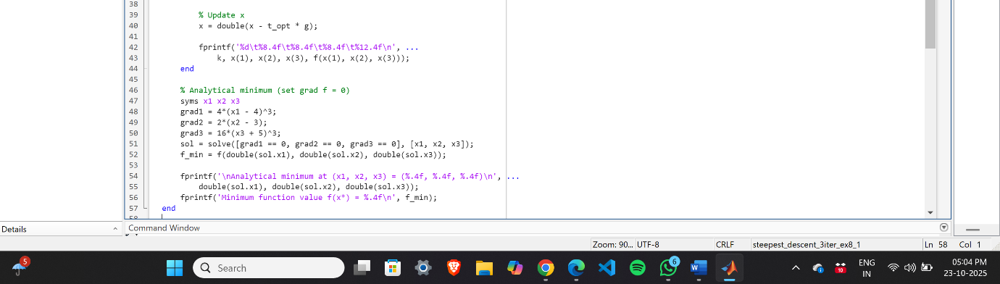 38
39 % Update x
40 x = double(x - t_opt * g);
41
42 fprintf('%d\t%8.4f\t%8.4f\t%8.4f\t%12.4f\n', ...
43 k, x(1), x(2), x(3), f(x(1), x(2), x(3)));
44 end
45
46 % Analytical minimum (set grad f = 0)
47 syms x1 x2 x3
48 grad1 = 4*(x1 - 4)^3;
49 grad2 = 2*(x2 - 3);
50 grad3 = 16*(x3 + 5)^3;
51 sol = solve([grad1 == 0, grad2 == 0, grad3 == 0], [x1, x2, x3]);
52 f_min = f(double(sol.x1), double(sol.x2), double(sol.x3));
53
54 fprintf('\nAnalytical minimum at (x1, x2, x3) = (%.4f, %.4f, %.4f)\n', ...
55 double(sol.x1), double(sol.x2), double(sol.x3));
56 fprintf('Minimum function value f(x*) = %.4f\n', f_min);
57 end
58
Details
Command Window
Zoom: 90... UTF-8 CRLF steepest_descent_3iter_ex8_1 Ln 58 Col 1
5 Search 6 10 ENG 05:04 PM
IN 23-10-2025